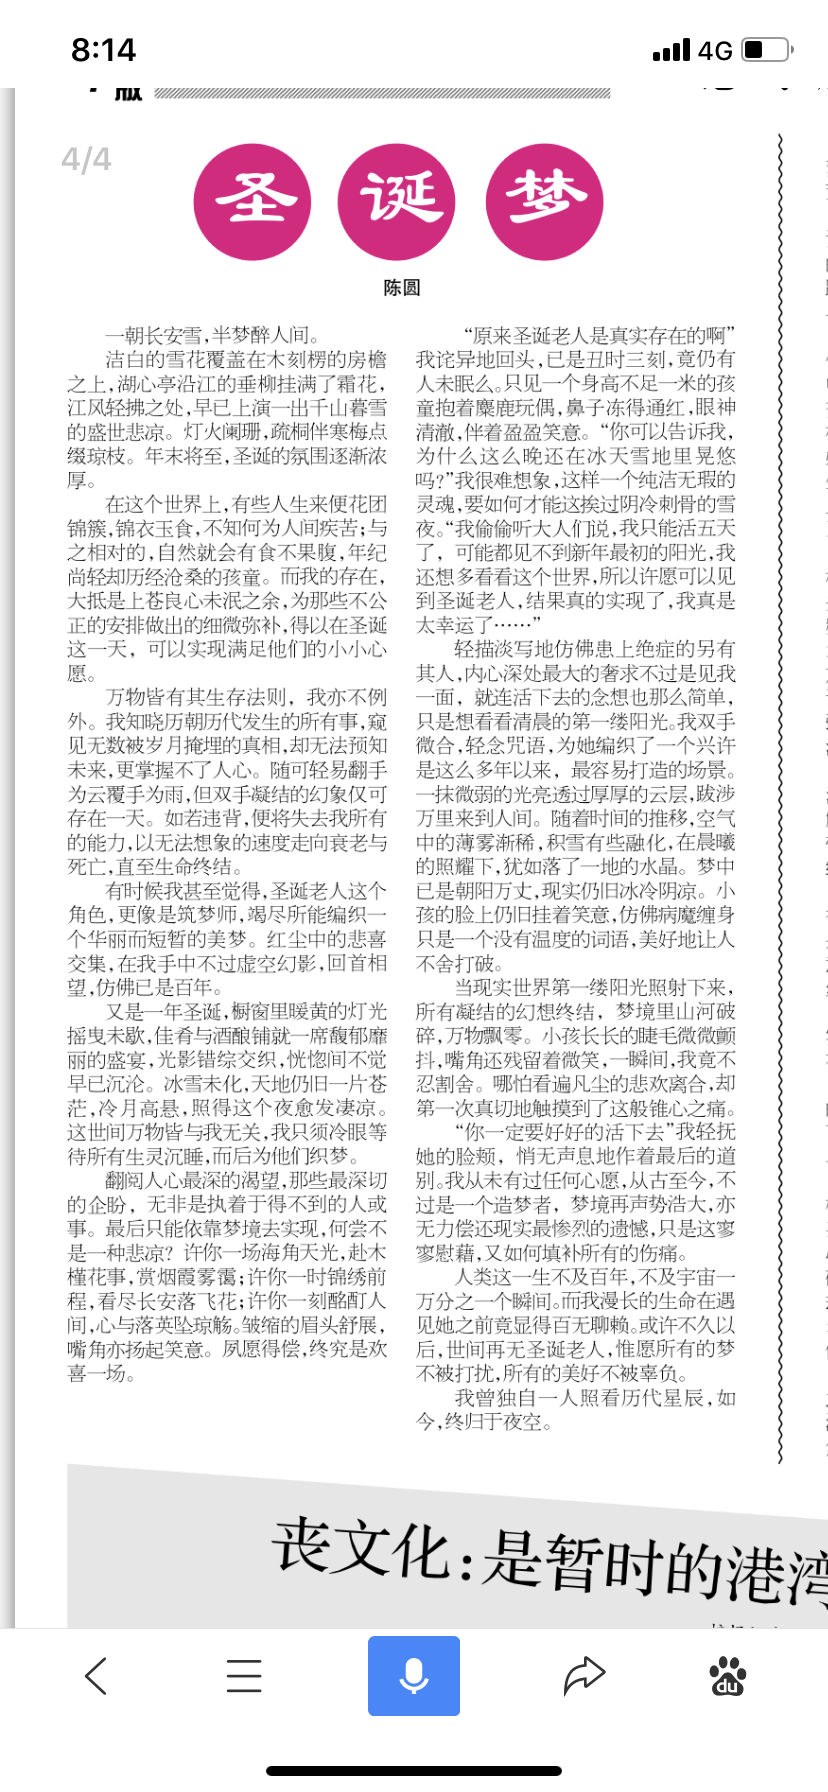 8:14
4G
版
4/4
圣诞梦
陈圆
一朝长安雪,半梦醉人间。
洁白的雪花覆盖在木刻楞的房檐
之上,湖心亭沿江的垂柳挂满了霜花,
江风轻拂之处,早已上演一出千山暮雪
的盛世悲凉。灯火阑珊,疏桐伴寒梅点
缀琼枝。年末将至,圣诞的氛围逐渐浓
厚。
在这个世界上,有些人生来便花团
锦簇,锦衣玉食,不知何为人间疾苦;与
之相对的,自然就会有食不果腹,年纪
尚轻却历经沧桑的孩童。而我的存在,
大抵是上苍良心未泯之余,为那些不公
正的安排做出的细微弥补,得以在圣诞
这一天，可以实现满足他们的小小心
愿。
万物皆有其生存法则，我亦不例
外。我知晓历朝历代发生的所有事,窥
见无数被岁月掩埋的真相,却无法预知
未来,更掌握不了人心。随可轻易翻手
为云覆手为雨,但双手凝结的幻象仅可
存在一天。如若违背,便将失去我所有
的能力,以无法想象的速度走向衰老与
死亡,直至生命终结。
有时候我甚至觉得,圣诞老人这个
角色,更像是筑梦师,竭尽所能编织一
个华丽而短暂的美梦。红尘中的悲喜
交集,在我手中不过虚空幻影,回首相
望,仿佛已是百年。
又是一年圣诞,橱窗里暖黄的灯光
摇曳未歇,佳肴与酒酿铺就一席馥郁靡
丽的盛宴,光影错综交织,恍惚间不觉
早已沉沦。冰雪未化,天地仍旧一片苍
茫,冷月高悬,照得这个夜愈发凄凉。
这世间万物皆与我无关,我只须冷眼等
待所有生灵沉睡,而后为他们织梦。
翻阅人心最深的渴望,那些最深切
的企盼，无非是执着于得不到的人或
事。最后只能依靠梦境去实现,何尝不
是一种悲凉？许你一场海角天光,赴木
槿花事,赏烟霞雾霭;许你一时锦绣前
程,看尽长安落飞花;许你一刻酩酊人
间,心与落英坠琼觞。皱缩的眉头舒展,
嘴角亦扬起笑意。夙愿得偿,终究是欢
喜一场。
“原来圣诞老人是真实存在的啊”
我诧异地回头,已是丑时三刻,竟仍有
人未眠么。只见一个身高不足一米的孩
童抱着麋鹿玩偶,鼻子冻得通红,眼神
清澈,伴着盈盈笑意。“你可以告诉我,
为什么这么晚还在冰天雪地里晃悠
吗?”我很难想象,这样一个纯洁无瑕的
灵魂,要如何才能这挨过阴冷刺骨的雪
夜。“我偷偷听大人们说,我只能活五天
了，可能都见不到新年最初的阳光,我
还想多看看这个世界,所以许愿可以见
到圣诞老人,结果真的实现了,我真是
太幸运了……”
轻描淡写地仿佛患上绝症的另有
其人,内心深处最大的奢求不过是见我
一面，就连活下去的念想也那么简单,
只是想看看清晨的第一缕阳光。我双手
微合,轻念咒语,为她编织了一个兴许
是这么多年以来，最容易打造的场景。
一抹微弱的光亮透过厚厚的云层,跋涉
万里来到人间。随着时间的推移,空气
中的薄雾渐稀,积雪有些融化,在晨曦
的照耀下,犹如落了一地的水晶。梦中
已是朝阳万丈,现实仍旧冰冷阴凉。小
孩的脸上仍旧挂着笑意,仿佛病魔缠身
只是一个没有温度的词语,美好地让人
不舍打破。
当现实世界第一缕阳光照射下来,
所有凝结的幻想终结，梦境里山河破
碎,万物飘零。小孩长长的睫毛微微颤
抖,嘴角还残留着微笑,一瞬间,我竟不
忍割舍。哪怕看遍凡尘的悲欢离合,却
第一次真切地触摸到了这般锥心之痛。
“你一定要好好的活下去”我轻抚
她的脸颊，悄无声息地作着最后的道
别。我从未有过任何心愿,从古至今,不
过是一个造梦者，梦境再声势浩大,亦
无力偿还现实最惨烈的遗憾,只是这寥
寥慰藉,又如何填补所有的伤痛。
人类这一生不及百年,不及宇宙一
万分之一个瞬间。而我漫长的生命在遇
见她之前竟显得百无聊赖。或许不久以
后,世间再无圣诞老人,惟愿所有的梦
不被打扰,所有的美好不被辜负。
我曾独自一人照看历代星辰,如
今,终归于夜空。
丧文化:是暂时的港湾
du